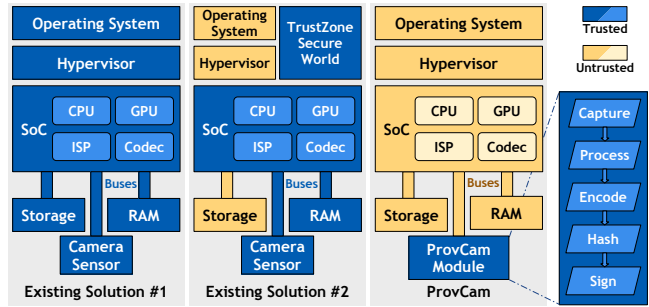 Operating System
Hypervisor
SoC
CPU
GPU
ISP
Codec
Buses
Storage
RAM
Camera
Sensor
Existing Solution #1
Operating
System
Hypervisor
TrustZone
Secure
World
SoC
CPU
GPU
ISP
Codec
Buses
Storage
RAM
Camera
Sensor
Existing Solution #2
Operating System
Hypervisor
SoC
CPU
GPU
ISP
Codec
Buses
Storage
RAM
ProvCam
Module
ProvCam
Trusted
Untrusted
Capture
Process
Encode
Hash
Sign